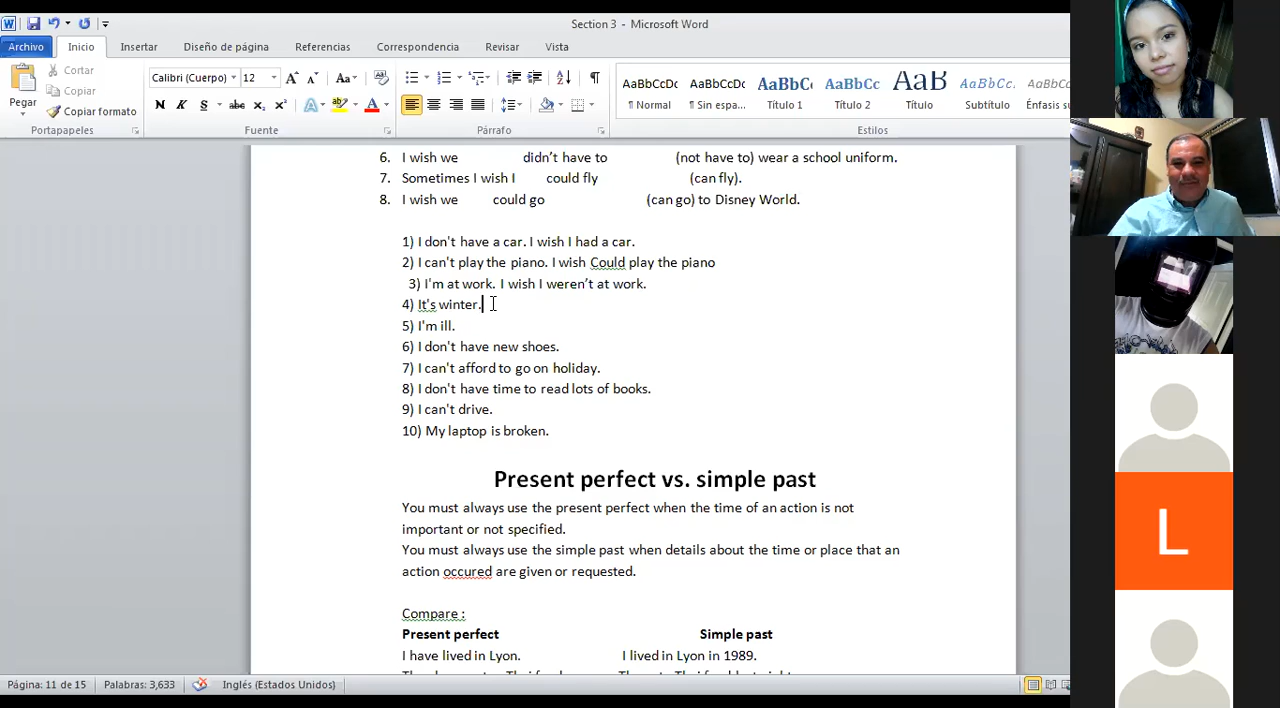 Section 3 - Microsoft Word
Archivo Inicio Insertar Diseño de página Referencias Correspondencia Revisar Vista
Cortar
Copiar
Copiar formato
Pegar
Portapapeles
Calibri (Cuerpo) 12
N K S abc x₂ x²
Fuente
Párrafo
AaBbCcDc AaBbCcDc AaBbC AaBbCc AaB AaBbCc. AaBbCcD
¶ Normal ¶ Sin espa... Título 1 Título 2 Título Subtítulo Énfasis su
Estilos
6. I wish we didn’t have to (not have to) wear a school uniform.
7. Sometimes I wish I could fly (can fly).
8. I wish we could go (can go) to Disney World.
1) I don't have a car. I wish I had a car.
2) I can't play the piano. I wish Could play the piano
3) I'm at work. I wish I weren’t at work.
4) It's winter.
5) I'm ill.
6) I don't have new shoes.
7) I can't afford to go on holiday.
8) I don't have time to read lots of books.
9) I can't drive.
10) My laptop is broken.
Present perfect vs. simple past
You must always use the present perfect when the time of an action is not
important or not specified.
You must always use the simple past when details about the time or place that an
action occured are given or requested.
Compare :
Present perfect Simple past
I have lived in Lyon. I lived in Lyon in 1989.
Página: 11 de 15 Palabras: 3,633 Inglés (Estados Unidos)
L